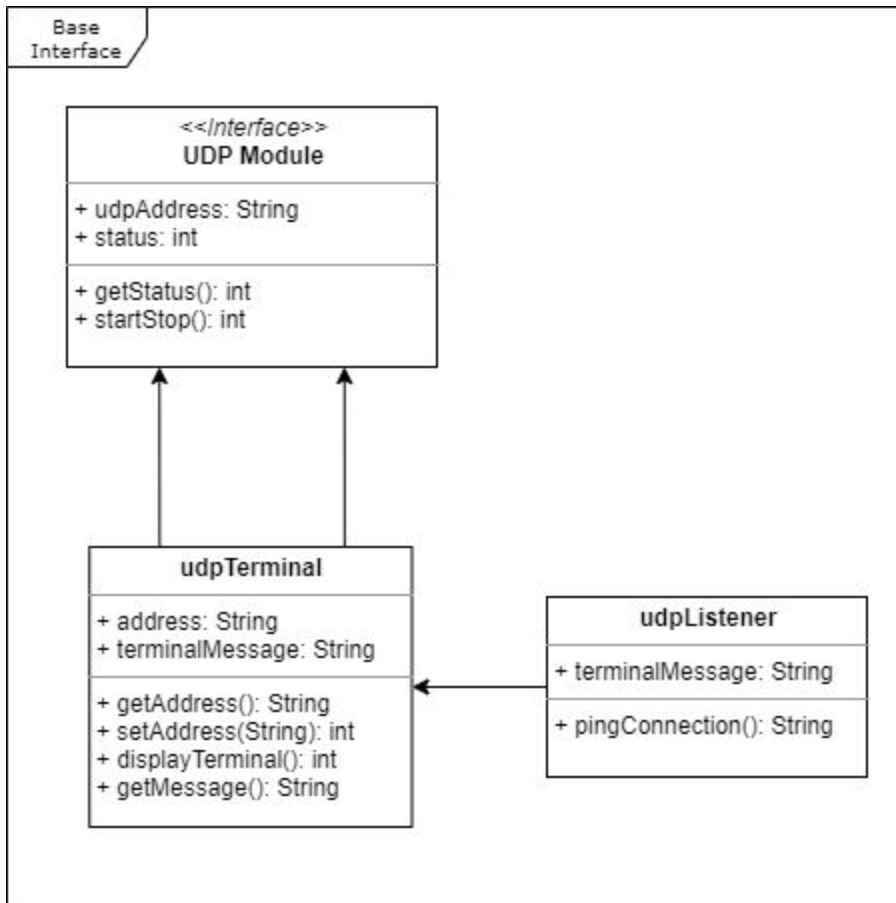 Base
Interface
<<Interface>>
UDP Module
+ udpAddress: String
+ status: int
+ getStatus(): int
+ startStop(): int
udpTerminal
+ address: String
+ terminalMessage: String
+ getAddress(): String
+ setAddress(String): int
+ displayTerminal(): int
+ getMessage(): String
udpListener
+ terminalMessage: String
+ pingConnection(): String